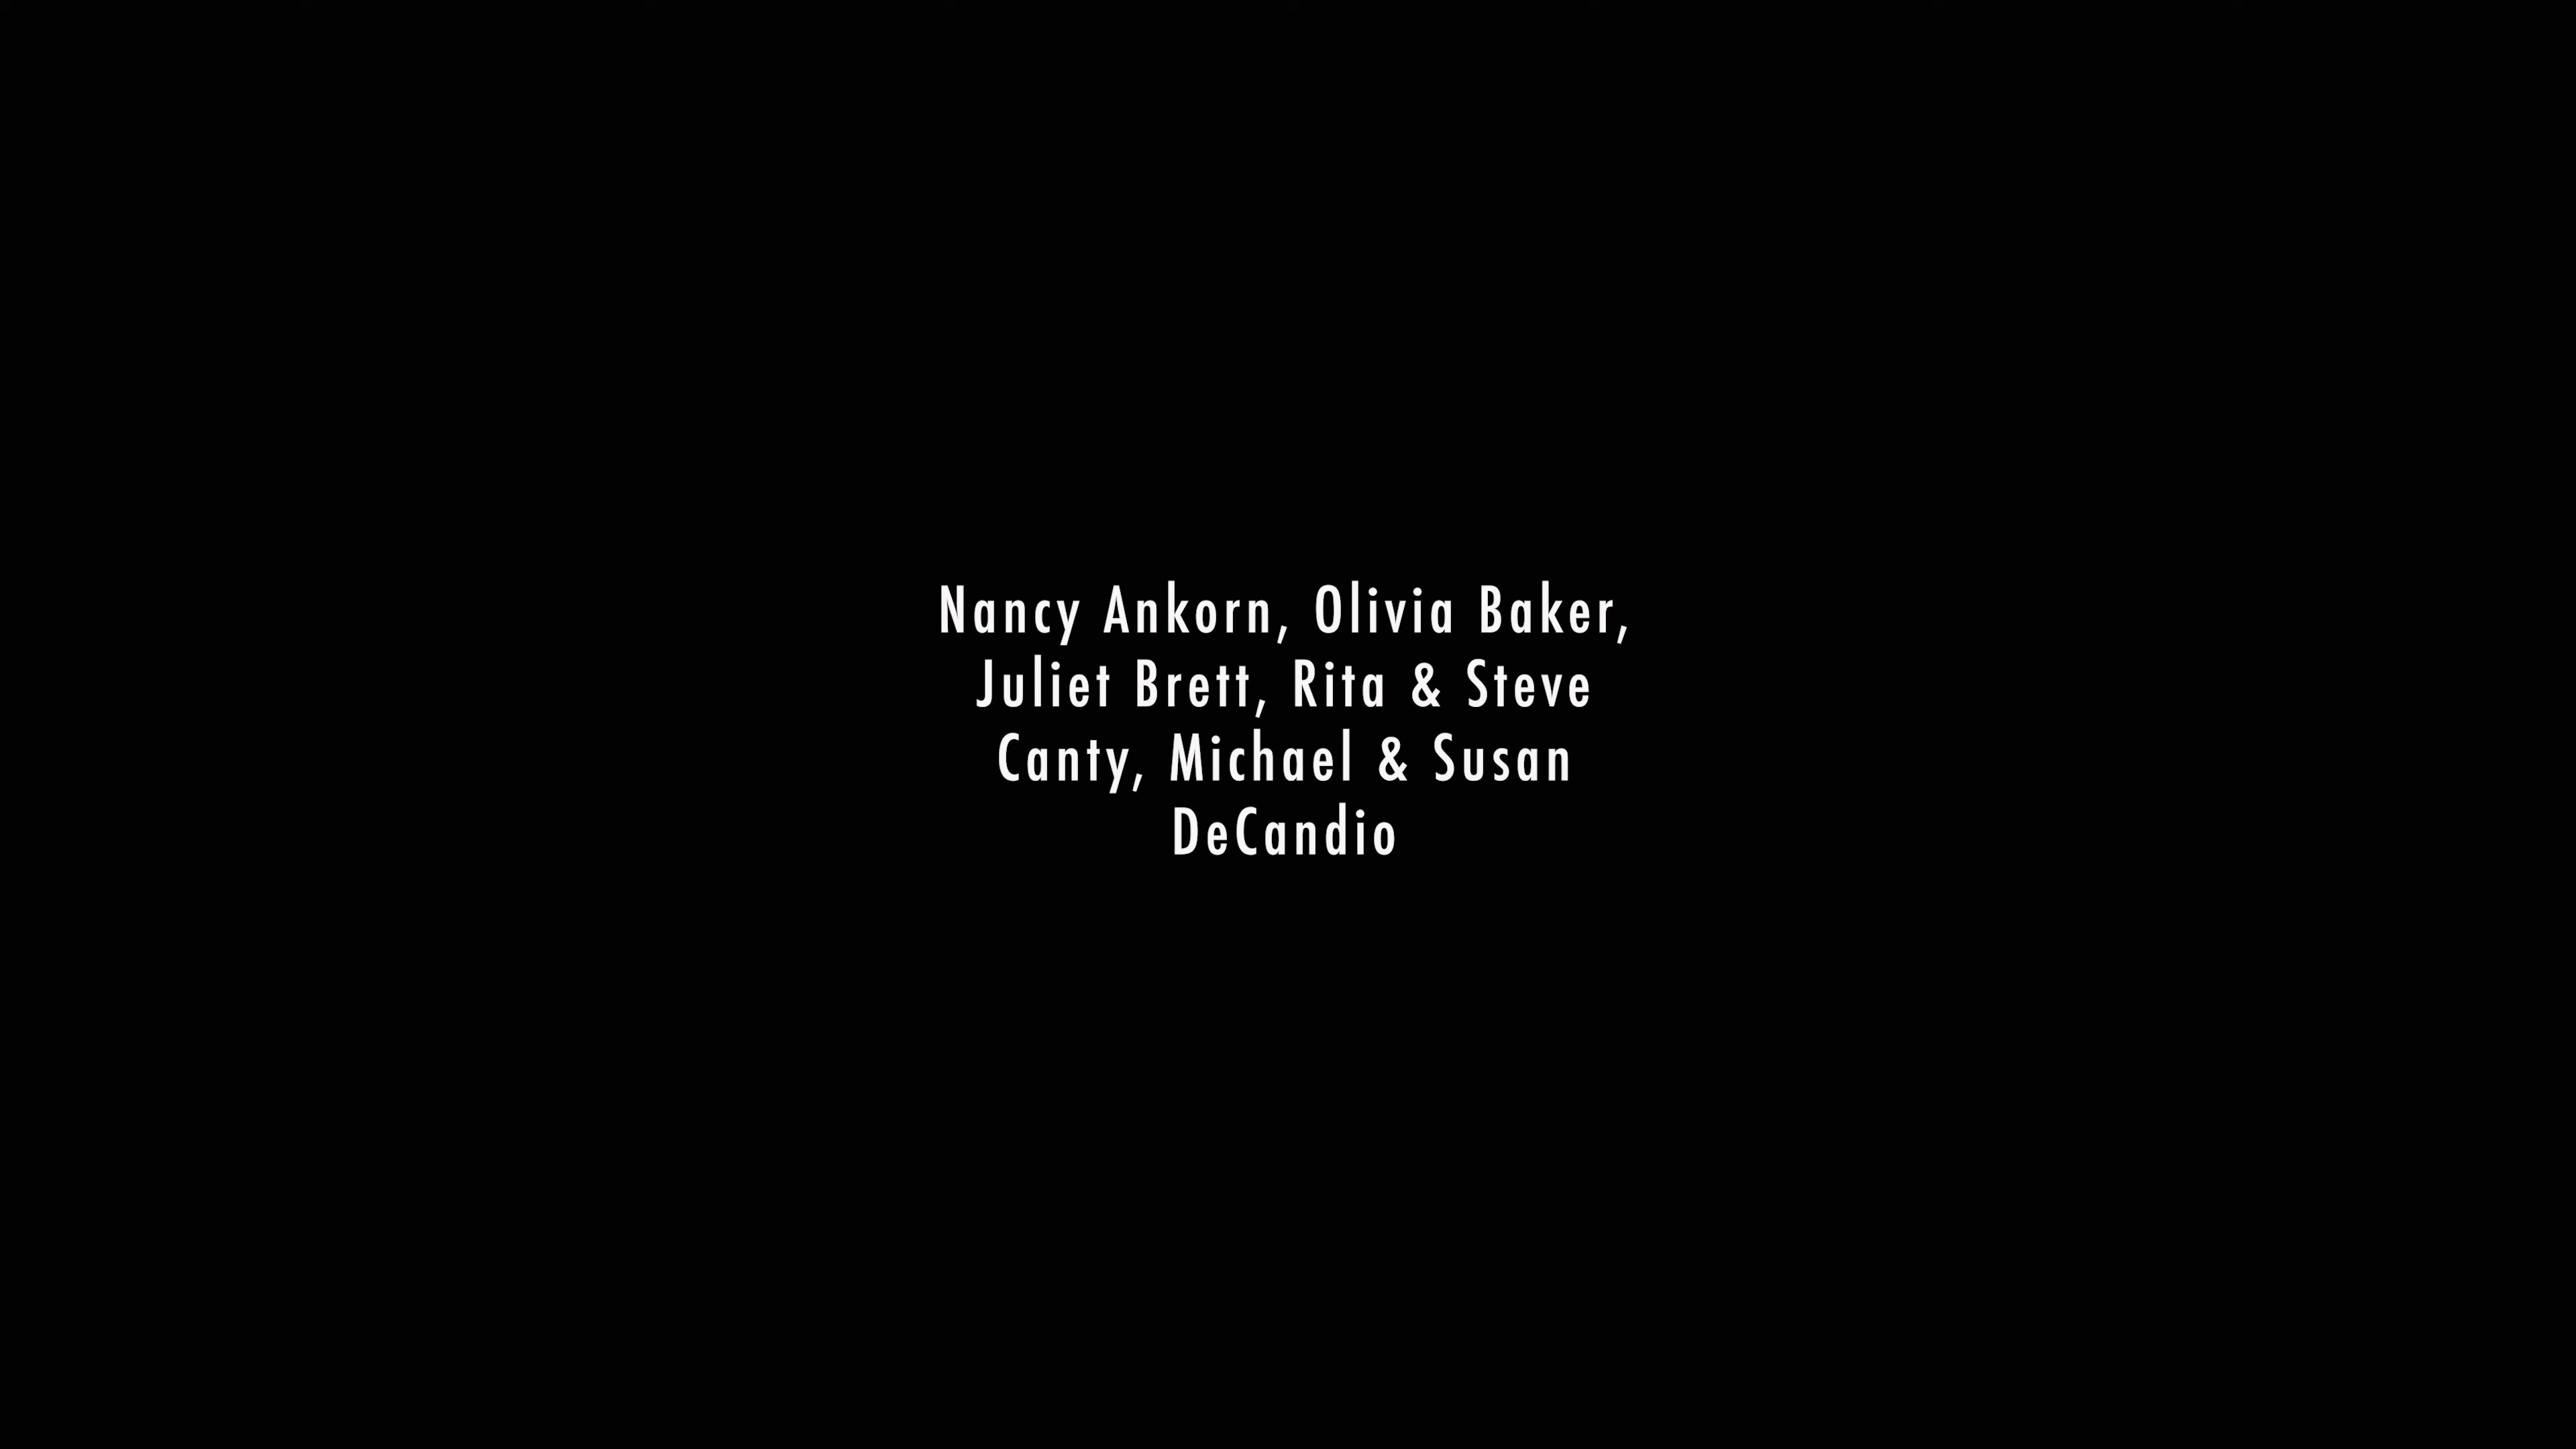 Nancy Ankorn, Olivia Baker,
Juliet Brett, Rita & Steve
Canty, Michael & Susan
DeCandio